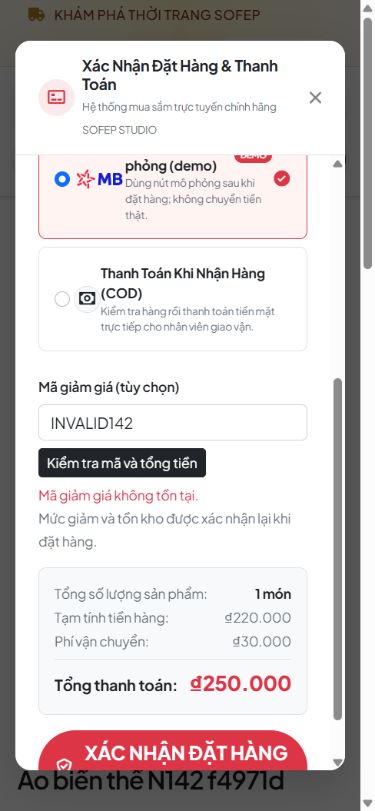 KHÁM PHÁ THỜI TRANG SOFEP
Xác Nhận Đặt Hàng & Thanh
Toán
Hệ thống mua sắm trực tuyến chính hãng
SOFEP STUDIO
DEMO
MB
phỏng (demo)
Dùng nút mô phỏng sau khi
đặt hàng; không chuyển tiền
thật.
Thanh Toán Khi Nhận Hàng
(COD)
Kiểm tra hàng rồi thanh toán tiền mặt
trực tiếp cho nhân viên giao vận.
Mã giảm giá (tùy chọn)
INVALID142
Kiểm tra mã và tổng tiền
Mã giảm giá không tồn tại.
Mức giảm và tồn kho được xác nhận lại khi
đặt hàng.
Tổng số lượng sản phẩm: 1 món
Tạm tính tiền hàng: ₫220.000
Phí vận chuyển: ₫30.000
Tổng thanh toán: ₫250.000
XÁC NHẬN ĐẶT HÀNG
Áo biến thể N142 f4971d